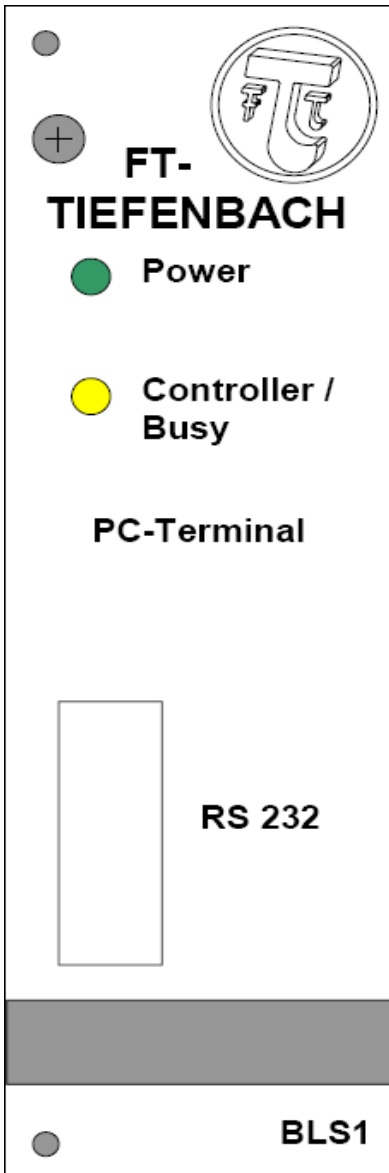 FT-
TIEFENBACH
Power
Controller /
Busy
PC-Terminal
RS 232
BLS1